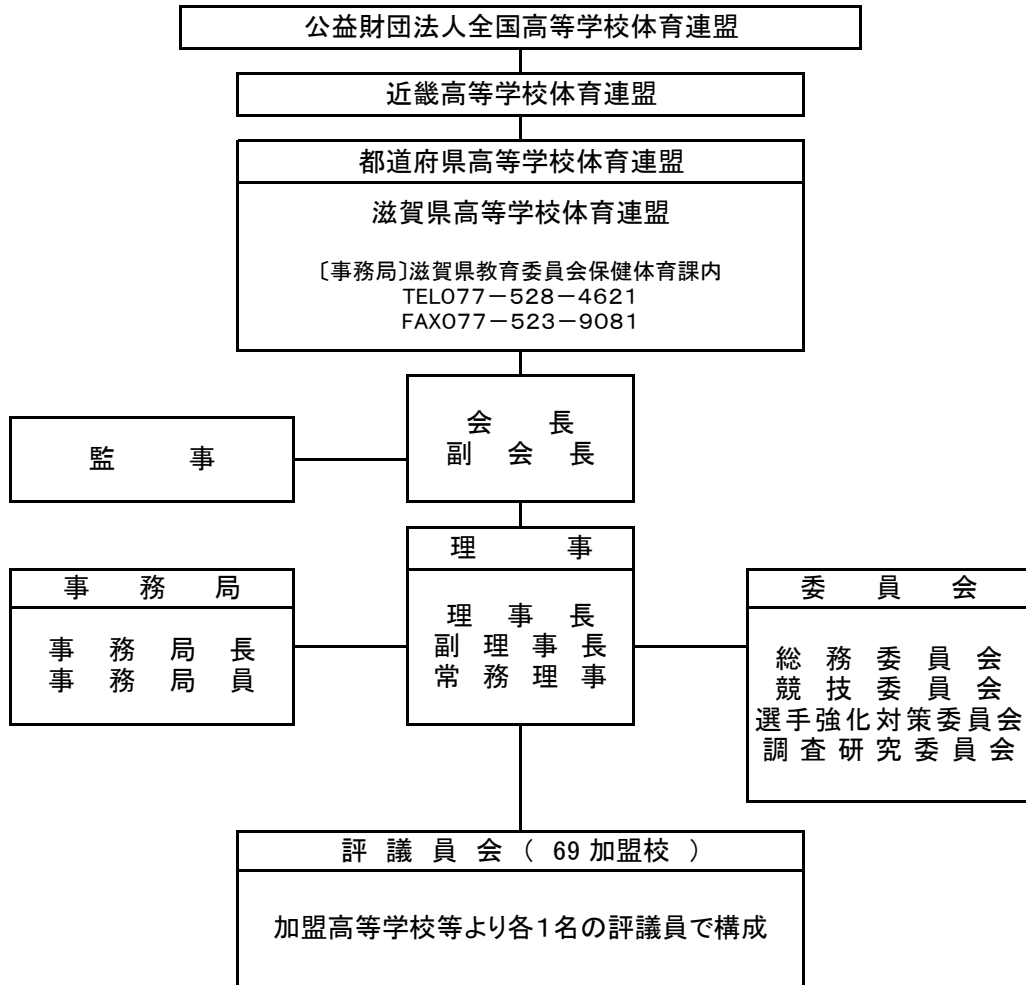 公益財団法人全国高等学校体育連盟
近畿高等学校体育連盟
都道府県高等学校体育連盟
滋賀県高等学校体育連盟
〔事務局〕滋賀県教育委員会保健体育課内
TEL077－528－4621
FAX077－523－9081
会長
副会長
監事
理事
理事長
副理事長
常務理事
事務局
事務局長
事務局員
委員会
総務委員会
競技委員会
選手強化対策委員会
調査研究委員会
評議員会（ 69 加盟校 ）
加盟高等学校等より各１名の評議員で構成